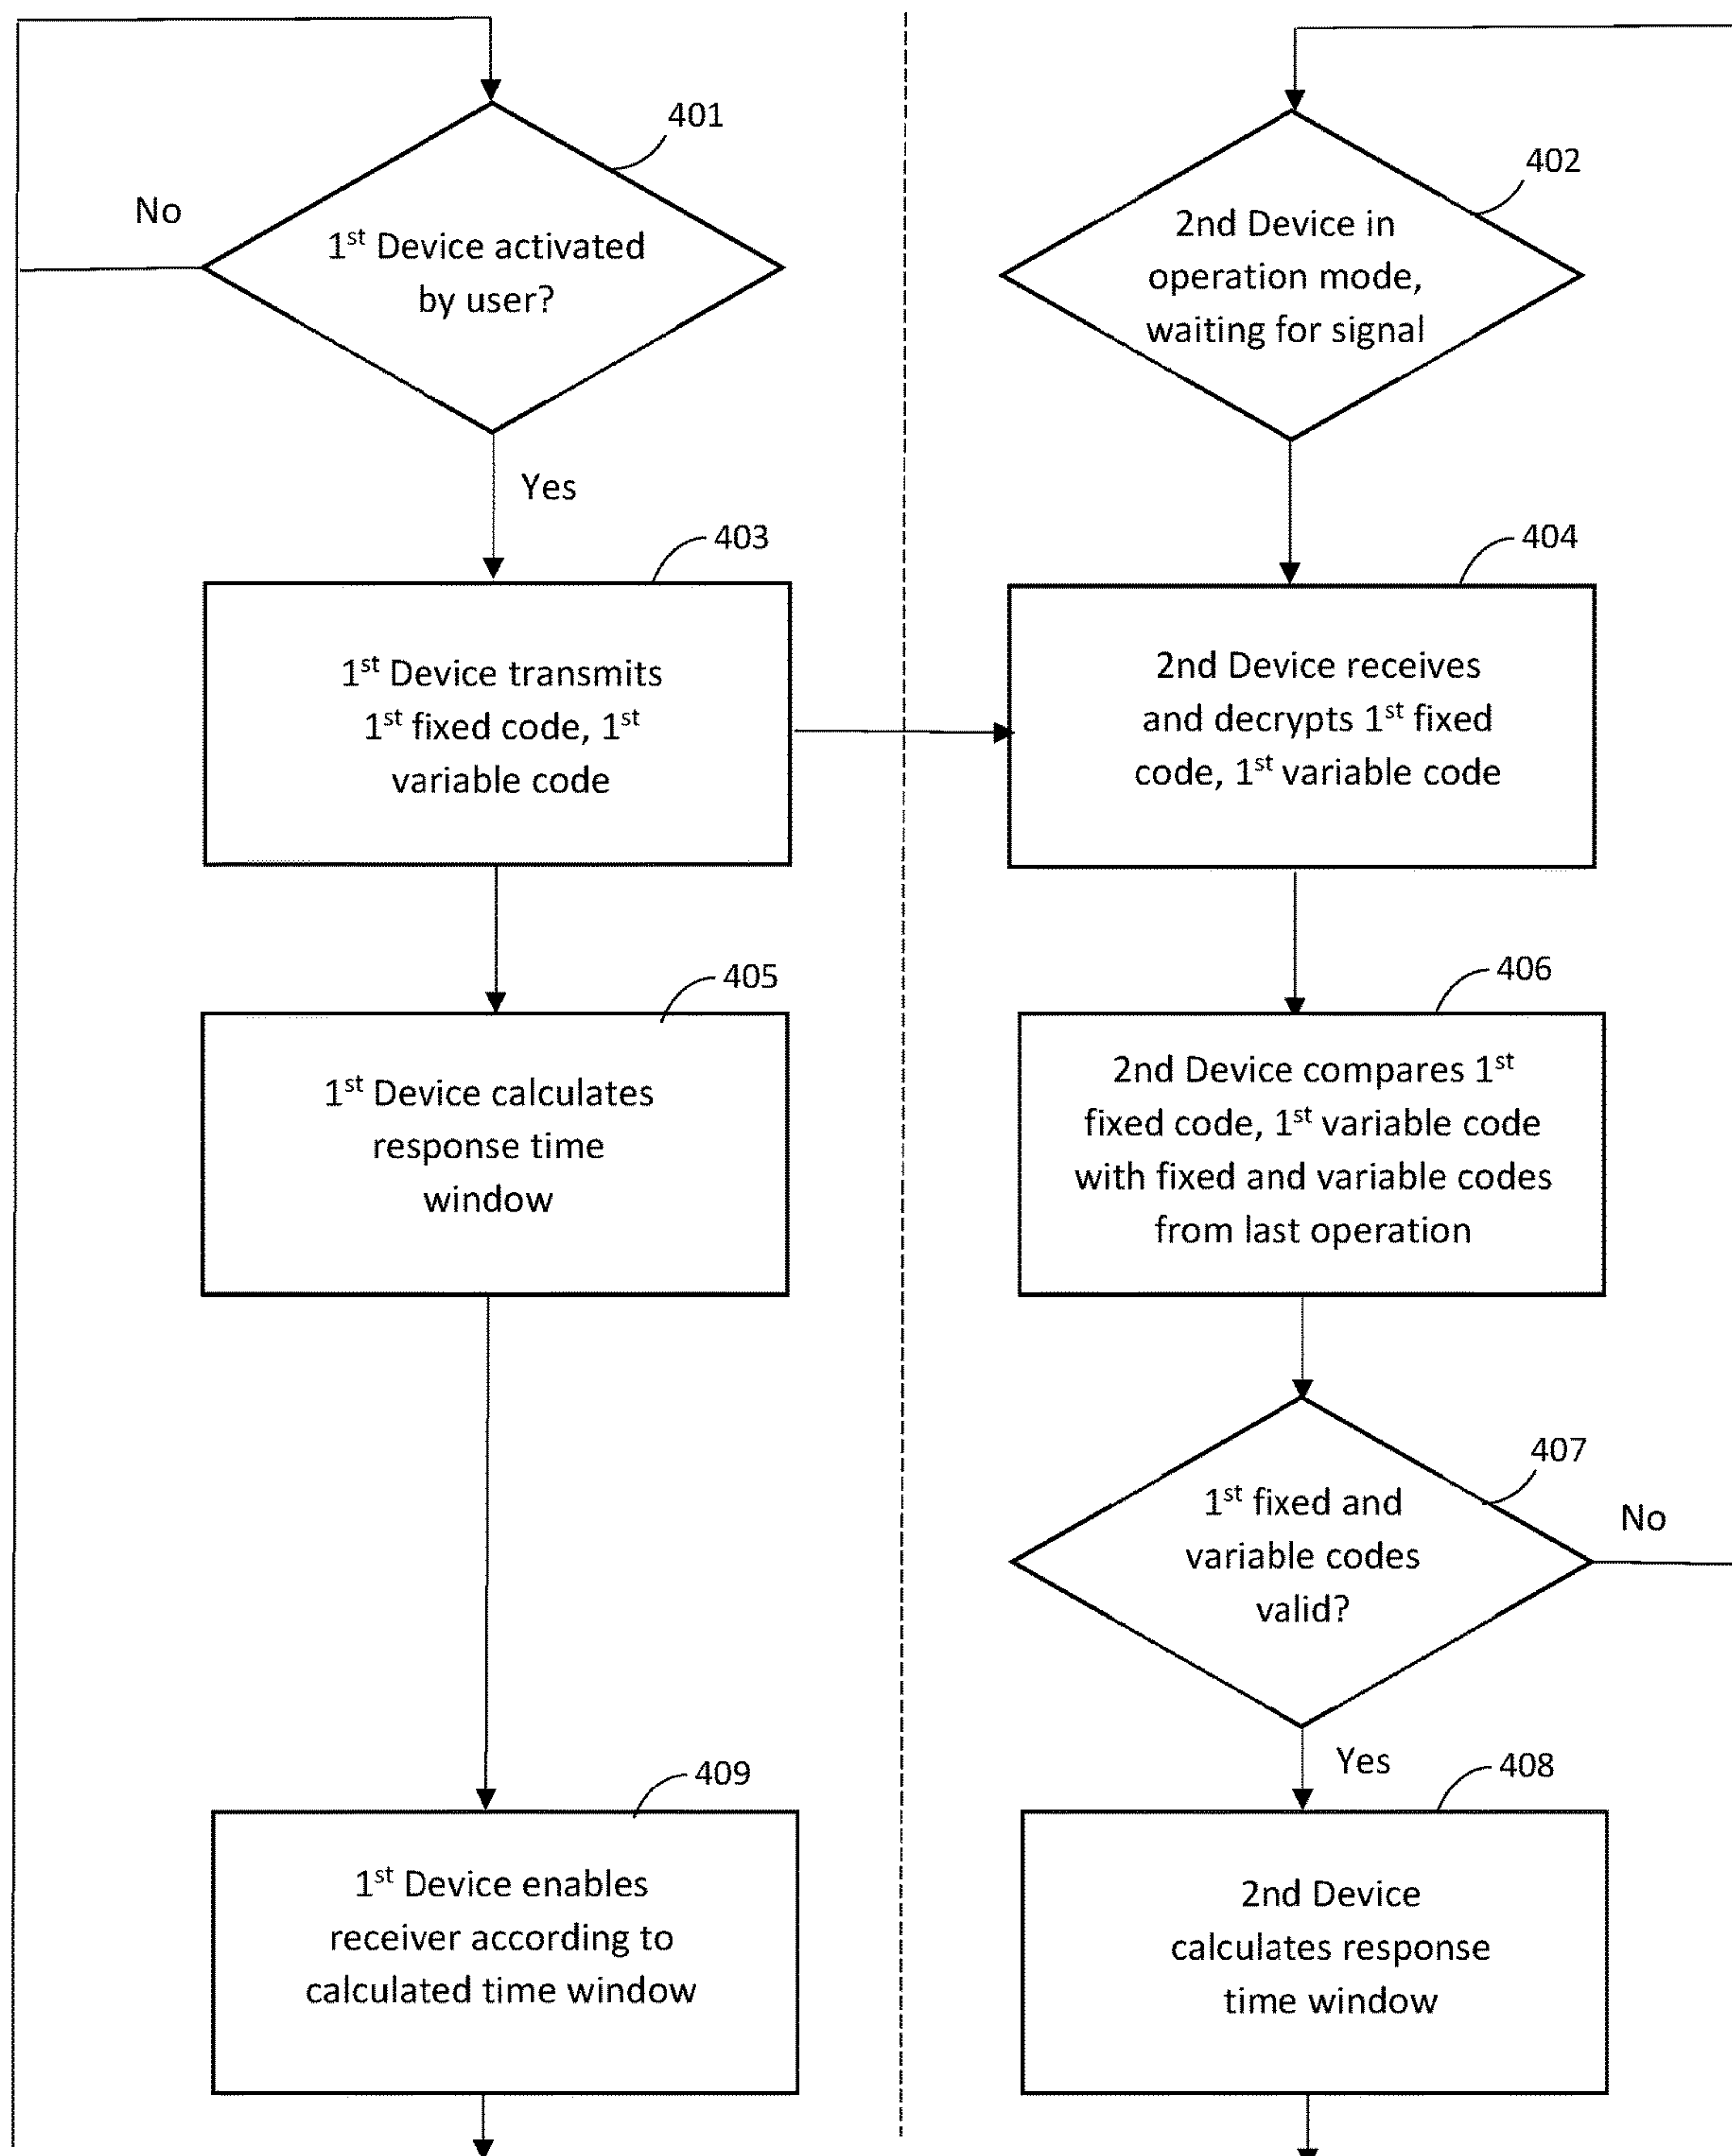 401
No
1st Device activated
by user?
Yes
403
1st Device transmits
1st fixed code, 1st
variable code
405
1st Device calculates
response time
window
409
1st Device enables
receiver according to
calculated time window
402
2nd Device in
operation mode,
waiting for signal
404
2nd Device receives
and decrypts 1st fixed
code, 1st variable code
406
2nd Device compares 1st
fixed code, 1st variable code
with fixed and variable codes
from last operation
407
1st fixed and
variable codes
valid?
No
Yes
408
2nd Device
calculates response
time window